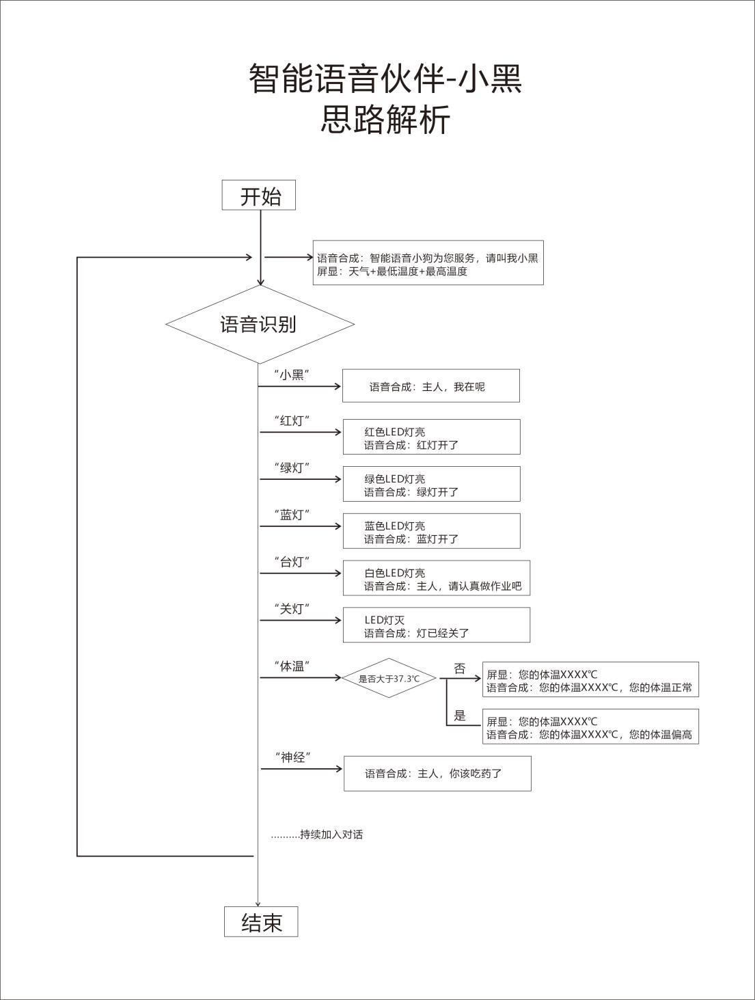 智能语音伙伴-小黑
思路解析
开始
语音合成：智能语音小狗为您服务，请叫我小黑
屏显：天气+最低温度+最高温度
语音识别
“小黑”
语音合成：主人，我在呢
“红灯”
红色LED灯亮
语音合成：红灯开了
“绿灯”
绿色LED灯亮
语音合成：绿灯开了
“蓝灯”
蓝色LED灯亮
语音合成：蓝灯开了
“台灯”
白色LED灯亮
语音合成：主人，请认真做作业吧
“关灯”
LED灯灭
语音合成：灯已经关了
“体温”
是否大于37.3℃
否
屏显：您的体温XXXX℃
语音合成：您的体温XXXX℃，您的体温正常
是
屏显：您的体温XXXX℃
语音合成：您的体温XXXX℃，您的体温偏高
“神经”
语音合成：主人，你该吃药了
..........持续加入对话
结束